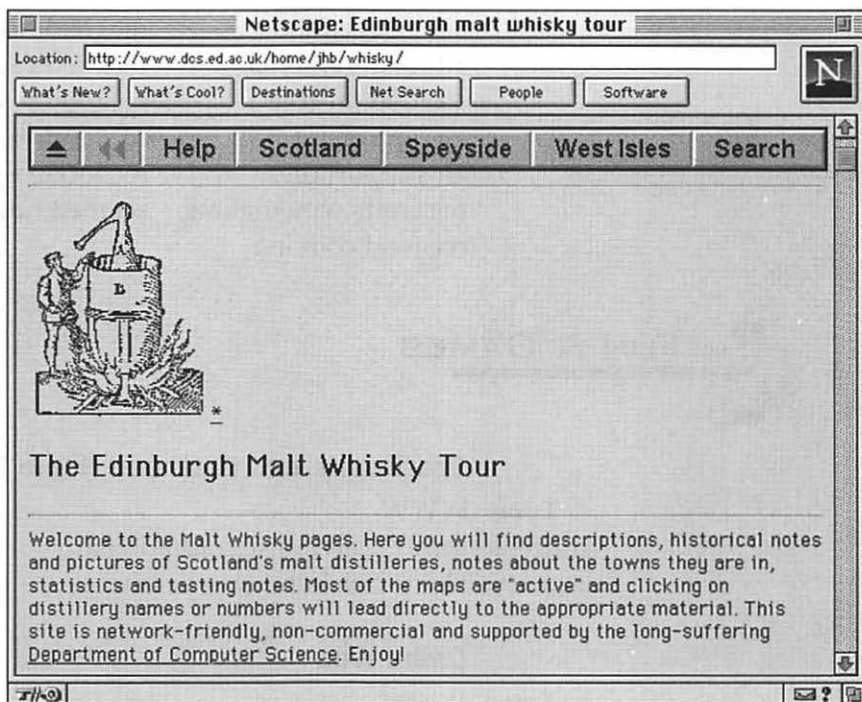 Netscape: Edinburgh malt whisky tour
Location: http://www.dcs.ed.ac.uk/home/jhb/whisky/
N
What's New? What's Cool? Destinations Net Search People Software
Help Scotland Speyside West Isles Search
B
*
The Edinburgh Malt Whisky Tour
Welcome to the Malt Whisky pages. Here you will find descriptions, historical notes
and pictures of Scotland's malt distilleries, notes about the towns they are in,
statistics and tasting notes. Most of the maps are "active" and clicking on
distillery names or numbers will lead directly to the appropriate material. This
site is network-friendly, non-commercial and supported by the long-suffering
Department of Computer Science. Enjoy!
?